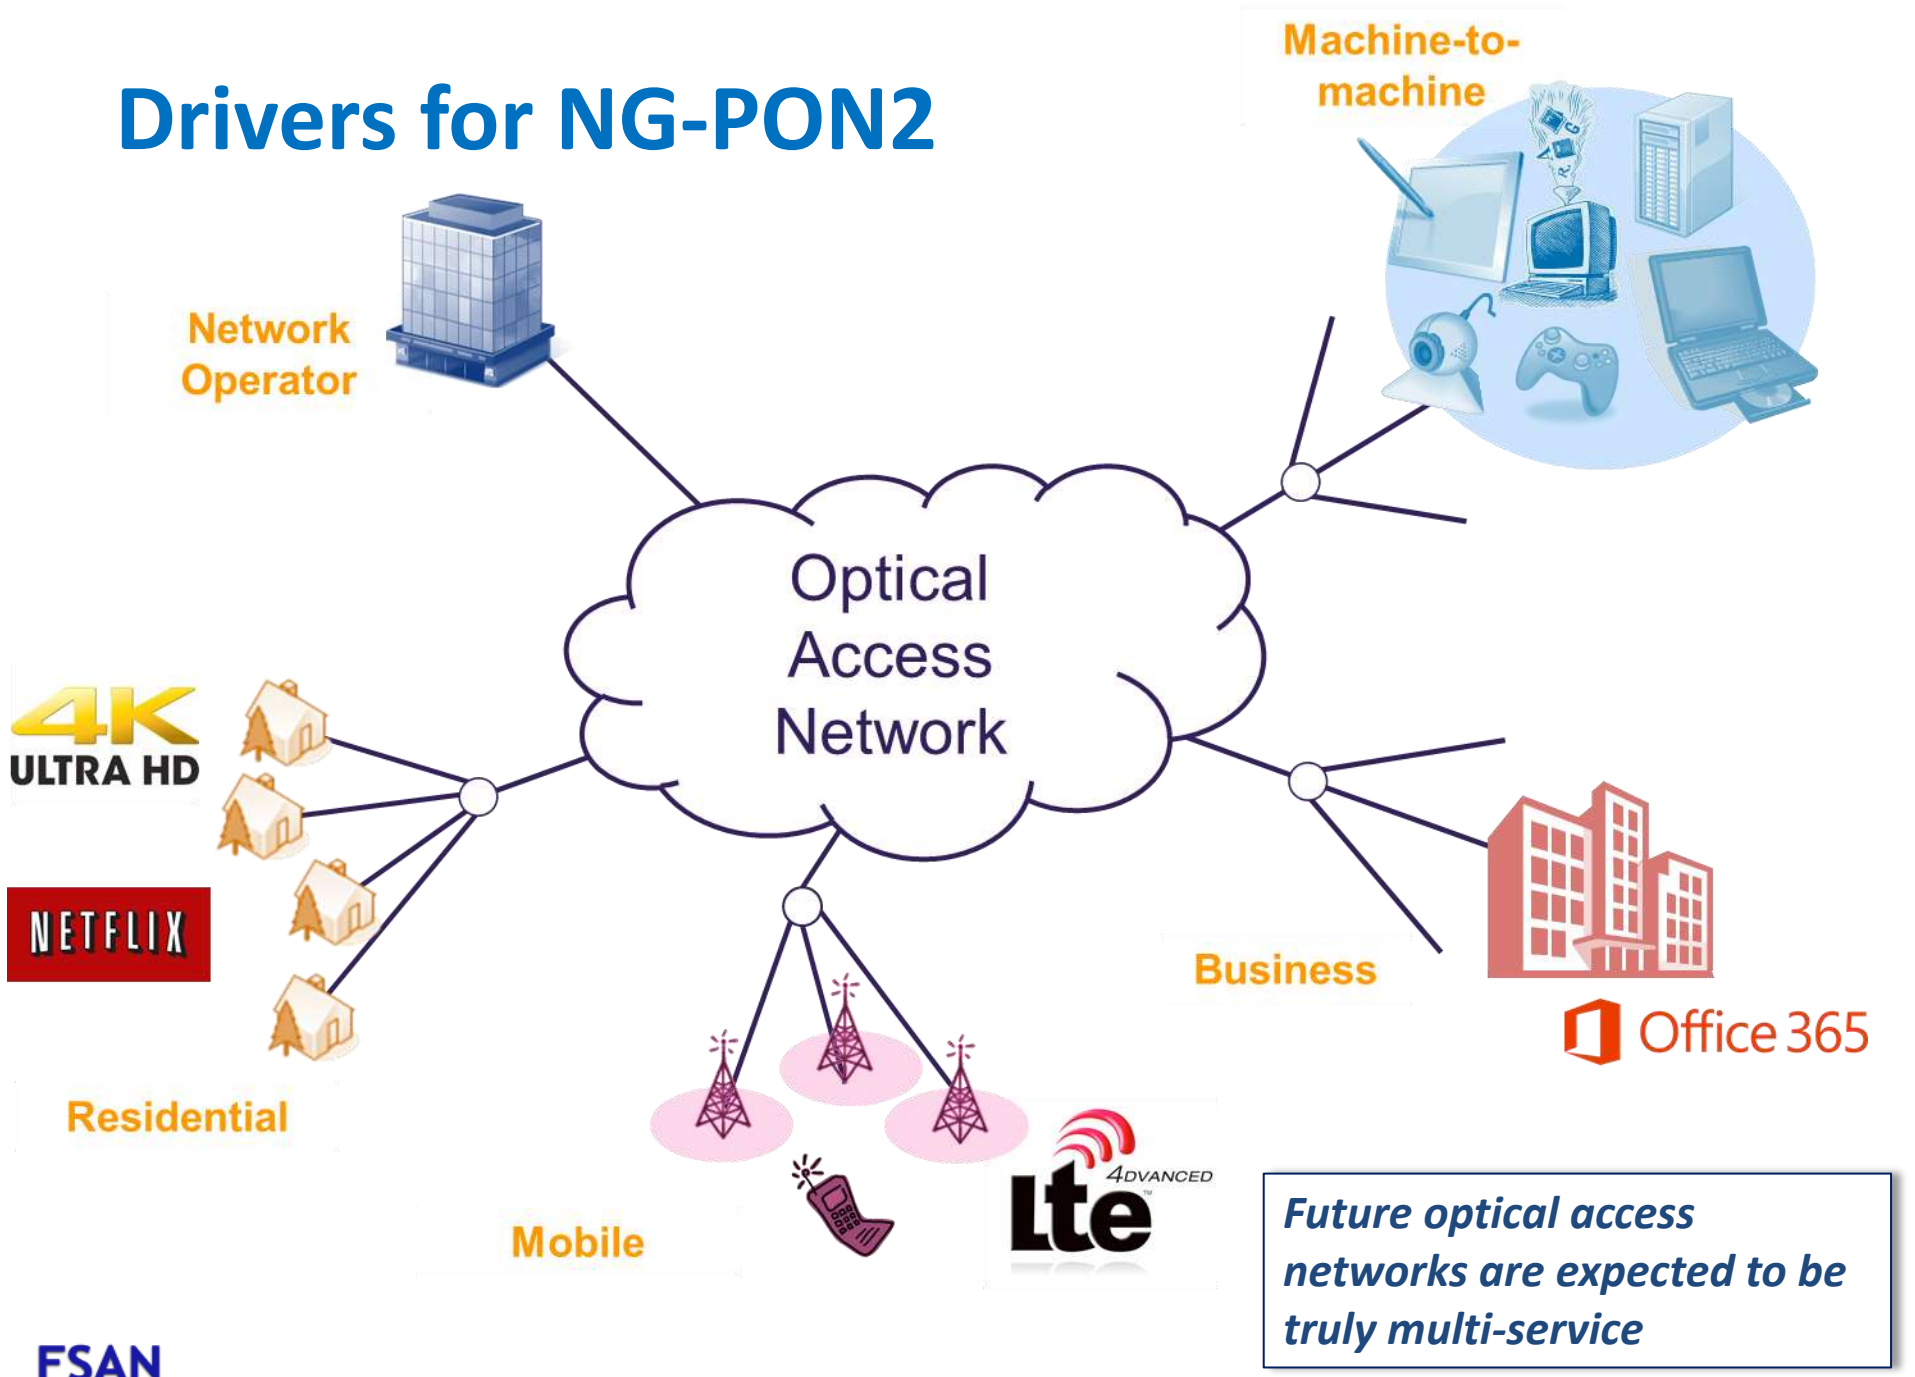 Drivers for NG-PON2
Machine-to-
machine
Network
Operator
Optical
Access
Network
4K
ULTRA HD
NETFLIX
Residential
Business
Office 365
Mobile
4DVANCED
Lte
TM
Future optical access
networks are expected to be
truly multi-service
FSAN